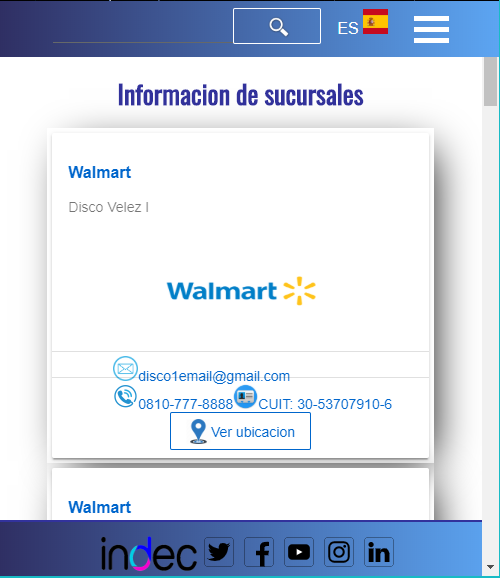 ES
Informacion de sucursales
Walmart
Disco Velez I
Walmart
disco1email@gmail.com
0810-777-8888 CUIT: 30-53707910-6
Ver ubicacion
Walmart
indec